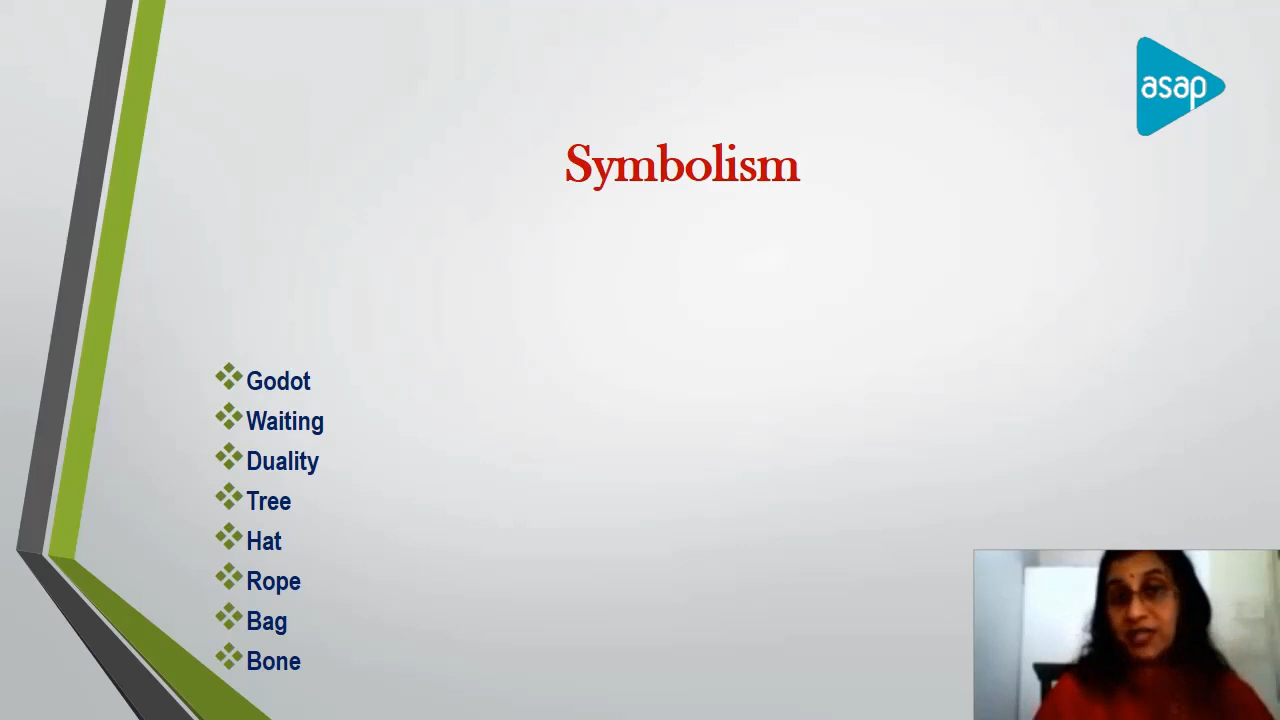 asap
Symbolism
Godot
Waiting
Duality
Tree
Hat
Rope
Bag
Bone